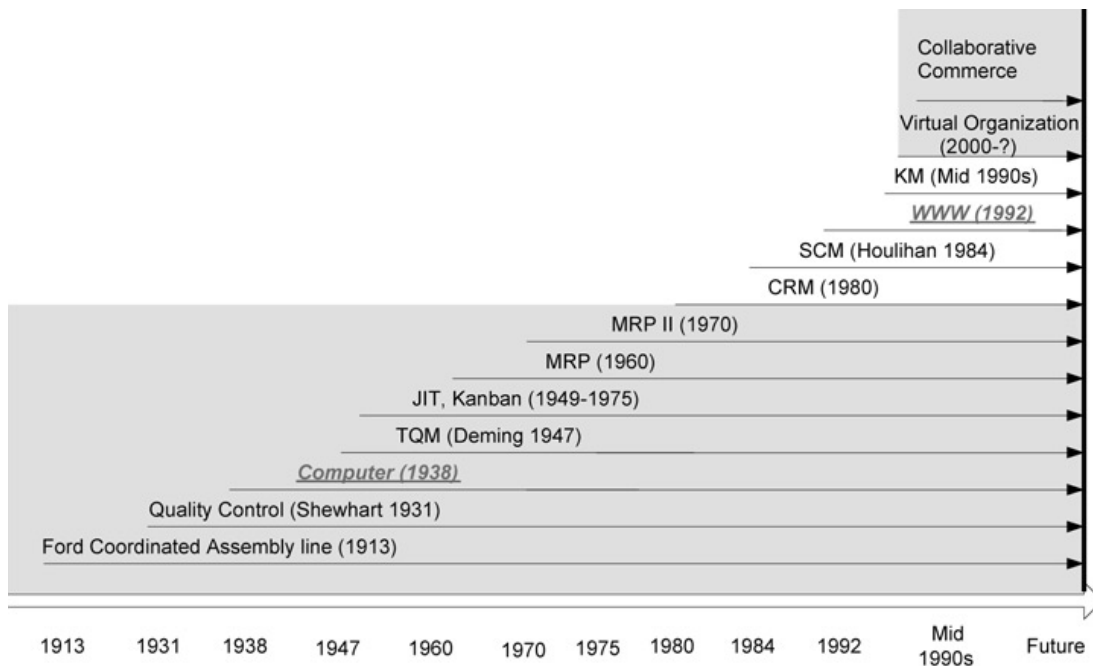 Collaborative
Commerce
Virtual Organization
(2000-?)
KM (Mid 1990s)
WWW (1992)
SCM (Houlihan 1984)
CRM (1980)
MRP II (1970)
MRP (1960)
JIT, Kanban (1949-1975)
TQM (Deming 1947)
Computer (1938)
Quality Control (Shewhart 1931)
Ford Coordinated Assembly line (1913)
1913 1931 1938 1947 1960 1970 1975 1980 1984 1992 Mid 1990s Future